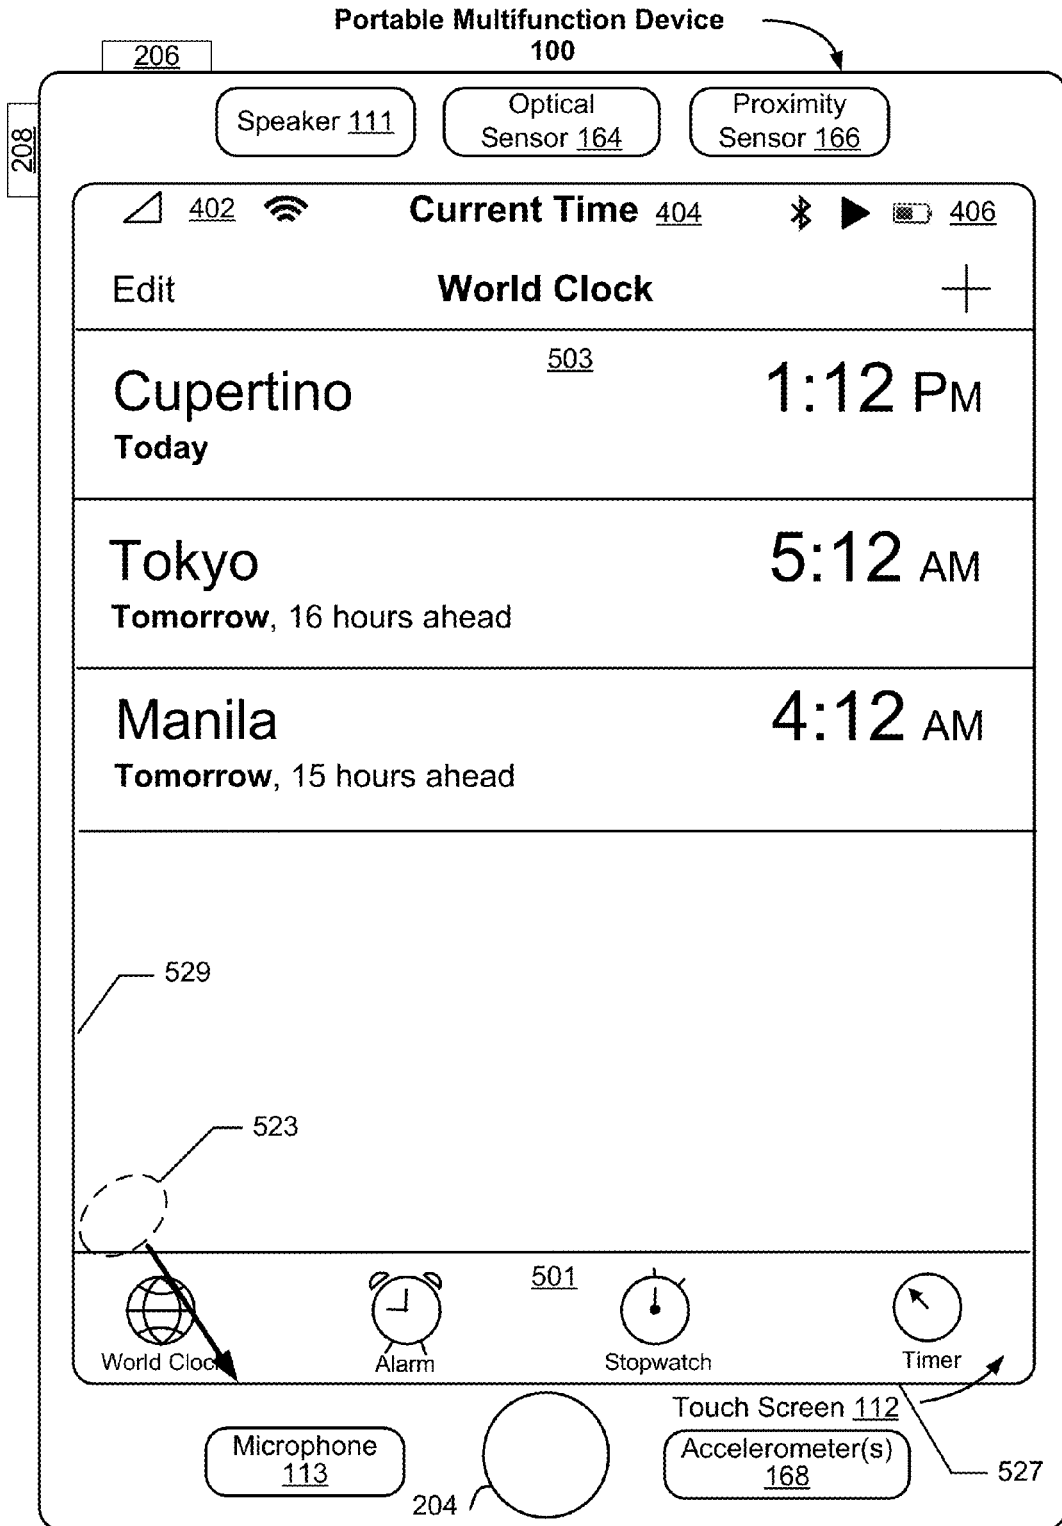 Portable Multifunction Device
100
206
208
Speaker 111
Optical
Sensor 164
Proximity
Sensor 166
402
Current Time 404
406
Edit
World Clock
503
Cupertino
1:12 PM
Today
Tokyo
5:12 AM
Tomorrow, 16 hours ahead
Manila
4:12 AM
Tomorrow, 15 hours ahead
529
523
501
World Clock
Alarm
Stopwatch
Timer
Touch Screen 112
Microphone
113
204
Accelerometer(s)
168
527